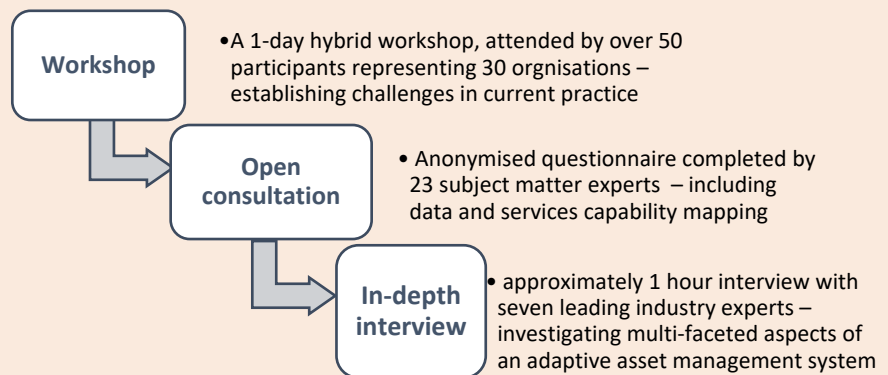 Workshop
•A 1-day hybrid workshop, attended by over 50
participants representing 30 orgnisations –
establishing challenges in current practice
Open
consultation
• Anonymised questionnaire completed by
23 subject matter experts – including
data and services capability mapping
In-depth
interview
• approximately 1 hour interview with
seven leading industry experts –
investigating multi-faceted aspects of
an adaptive asset management system